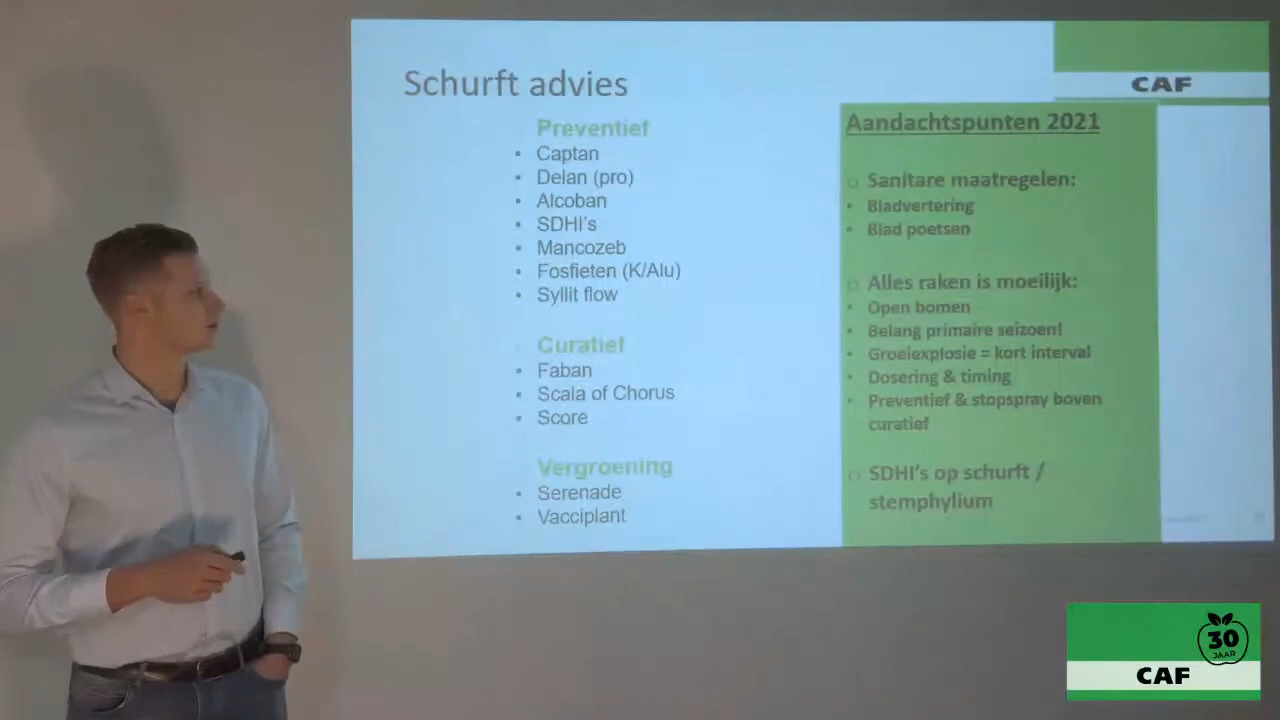 Schurft advies
CAF
Preventief
• Captan
• Delan (pro)
• Alcoban
• SDHI's
• Mancozeb
• Fosfieten (K/Alu)
• Syllit flow
Curatief
• Faban
• Scala of Chorus
• Score
Vergroening
• Serenade
• Vacciplant
Aandachtspunten 2021
Sanitare maatregelen:
• Bladvertering
• Blad poetsen
Alles raken is moeilijk:
• Open bomen
• Belang primaire seizoen!
• Groeiexplosie = kort interval
• Dosering & timing
• Preventief & stopspray boven
curatief
SDHI's op schurft /
stemphylium
30
JAAR
CAF